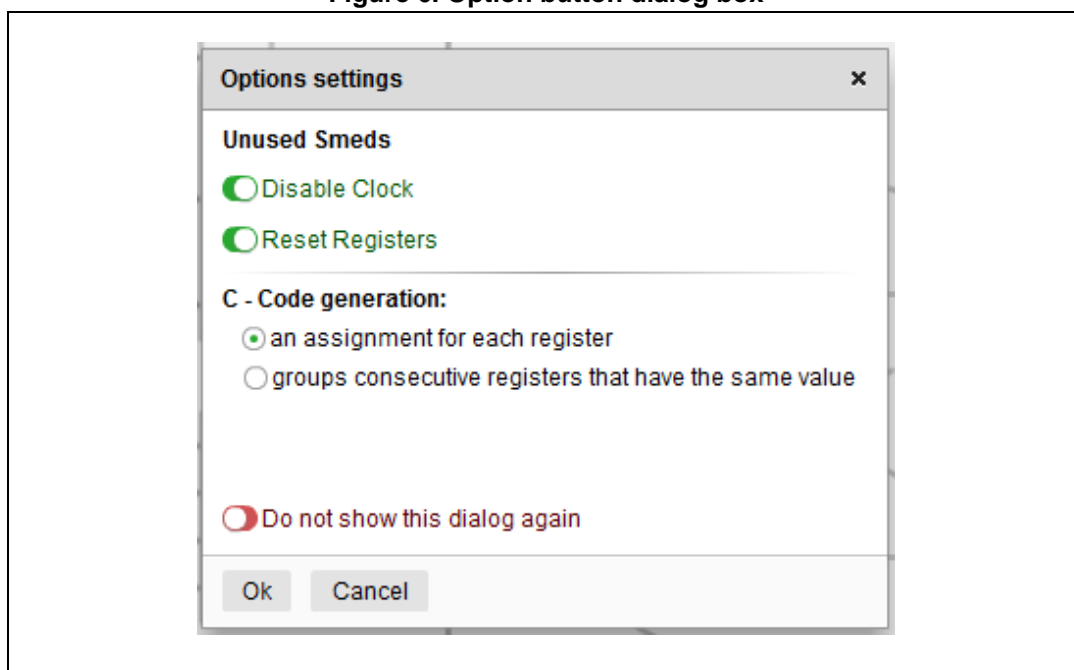 Options settings
Unused Smeds
Disable Clock
Reset Registers
C - Code generation:
an assignment for each register
groups consecutive registers that have the same value
Do not show this dialog again
Ok Cancel